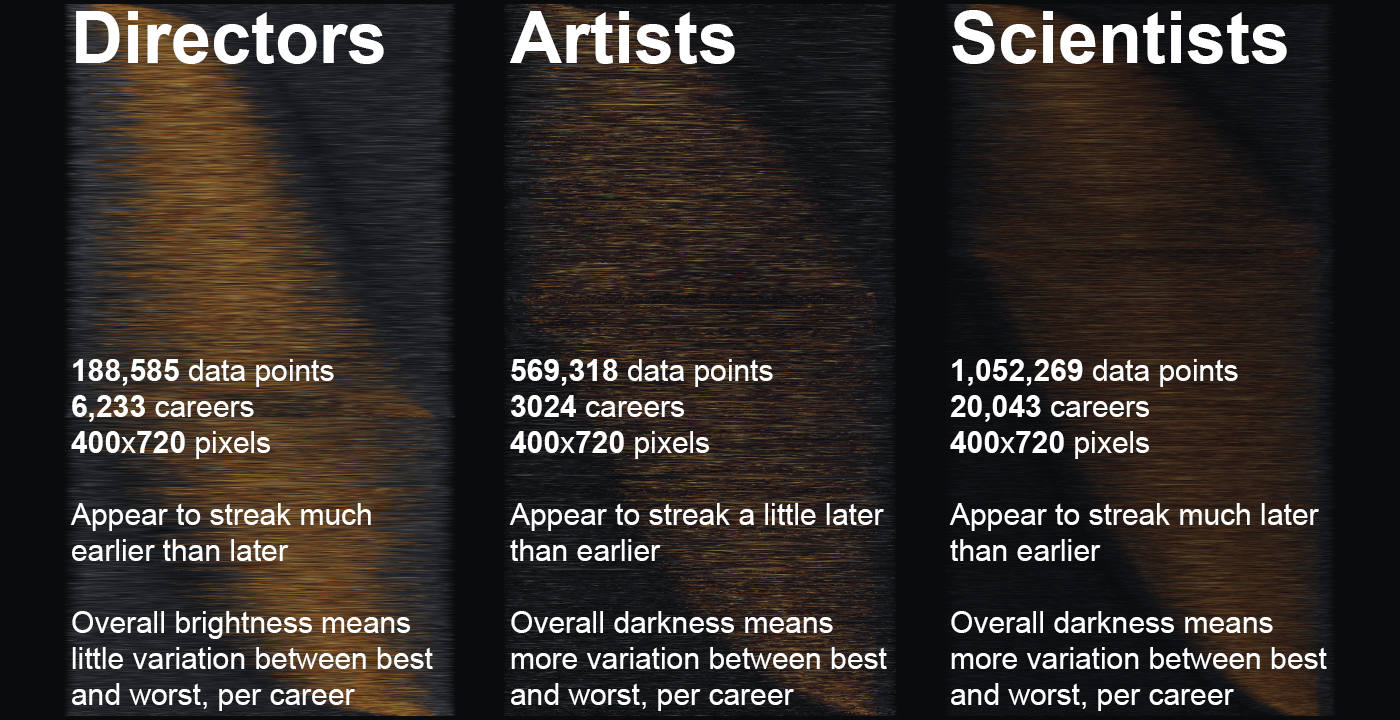 Directors
188,585 data points
6,233 careers
400x720 pixels
Appear to streak much
earlier than later
Overall brightness means
little variation between best
and worst, per career
Artists
569,318 data points
3024 careers
400x720 pixels
Appear to streak a little later
than earlier
Overall darkness means
more variation between best
and worst, per career
Scientists
1,052,269 data points
20,043 careers
400x720 pixels
Appear to streak much later
than earlier
Overall darkness means
more variation between best
and worst, per career